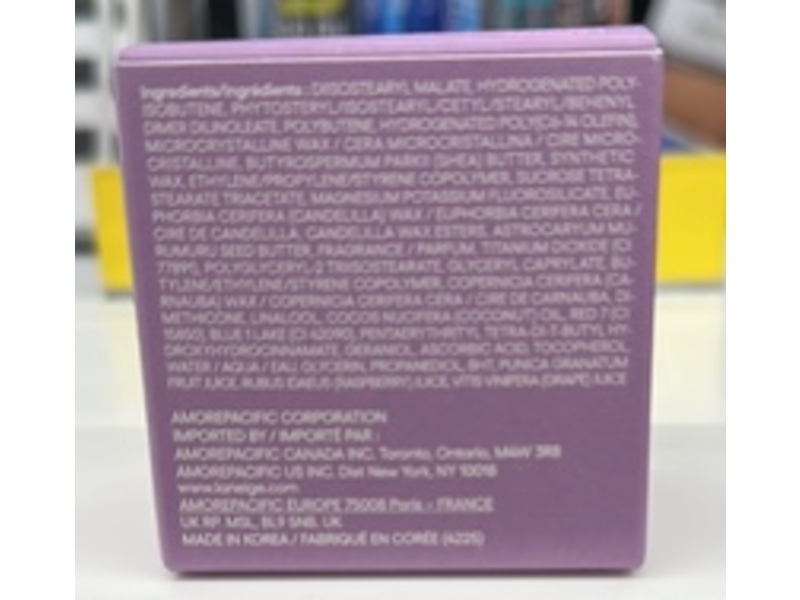 Ingredients/Ingrédients : DIISOSTEARYL MALATE, HYDROGENATED POLY-
ISOBUTENE, PHYTOSTERYL/ISOSTEARYL/CETYL/STEARYL/BEHENYL
DIMER DILINOLEATE, POLYBUTENE, HYDROGENATED POLY(C6-14 OLEFIN),
MICROCRYSTALLINE WAX / CERA MICROCRISTALLINA / CIRE MICRO-
CRISTALLINE, BUTYROSPERMUM PARKII (SHEA) BUTTER, SYNTHETIC
WAX, ETHYLENE/PROPYLENE/STYRENE COPOLYMER, SUCROSE TETRA-
STEARATE TRIACETATE, MAGNESIUM POTASSIUM FLUOROSILICATE, EU-
PHORBIA CERIFERA (CANDELILLA) WAX / EUPHORBIA CERIFERA CERA /
CIRE DE CANDELILLA, CANDELILLA WAX ESTERS, ASTROCARYUM MU-
RUMURU SEED BUTTER, FRAGRANCE / PARFUM, TITANIUM DIOXIDE (CI
77891), POLYGLYCERYL-2 TRIISOSTEARATE, GLYCERYL CAPRYLATE, BU-
TYLENE/ETHYLENE/STYRENE COPOLYMER, COPERNICIA CERIFERA (CA-
RNAUBA) WAX / COPERNICIA CERIFERA CERA / CIRE DE CARNAUBA, DI-
METHICONE, LINALOOL, COCOS NUCIFERA (COCONUT) OIL, RED 7 (CI
15850), BLUE 1 LAKE (CI 42090), PENTAERYTHRITYL TETRA-DI-T-BUTYL HY-
DROXYHYDROCINNAMATE, GERANIOL, ASCORBIC ACID, TOCOPHEROL,
WATER / AQUA / EAU, GLYCERIN, PROPANEDIOL, BHT, PUNICA GRANATUM
FRUIT JUICE, RUBUS IDAEUS (RASPBERRY) JUICE, VITIS VINIFERA (GRAPE) JUICE
AMOREPACIFIC CORPORATION
IMPORTED BY / IMPORTÉ PAR :
AMOREPACIFIC CANADA INC. Toronto, Ontario, M4W 3R8
AMOREPACIFIC US INC. Dist New York, NY 10018
www.laneige.com
AMOREPACIFIC EUROPE 75008 Paris - FRANCE
UK RP. MSL, BL9 5NB, UK
MADE IN KOREA / FABRIQUÉ EN CORÉE (4225)